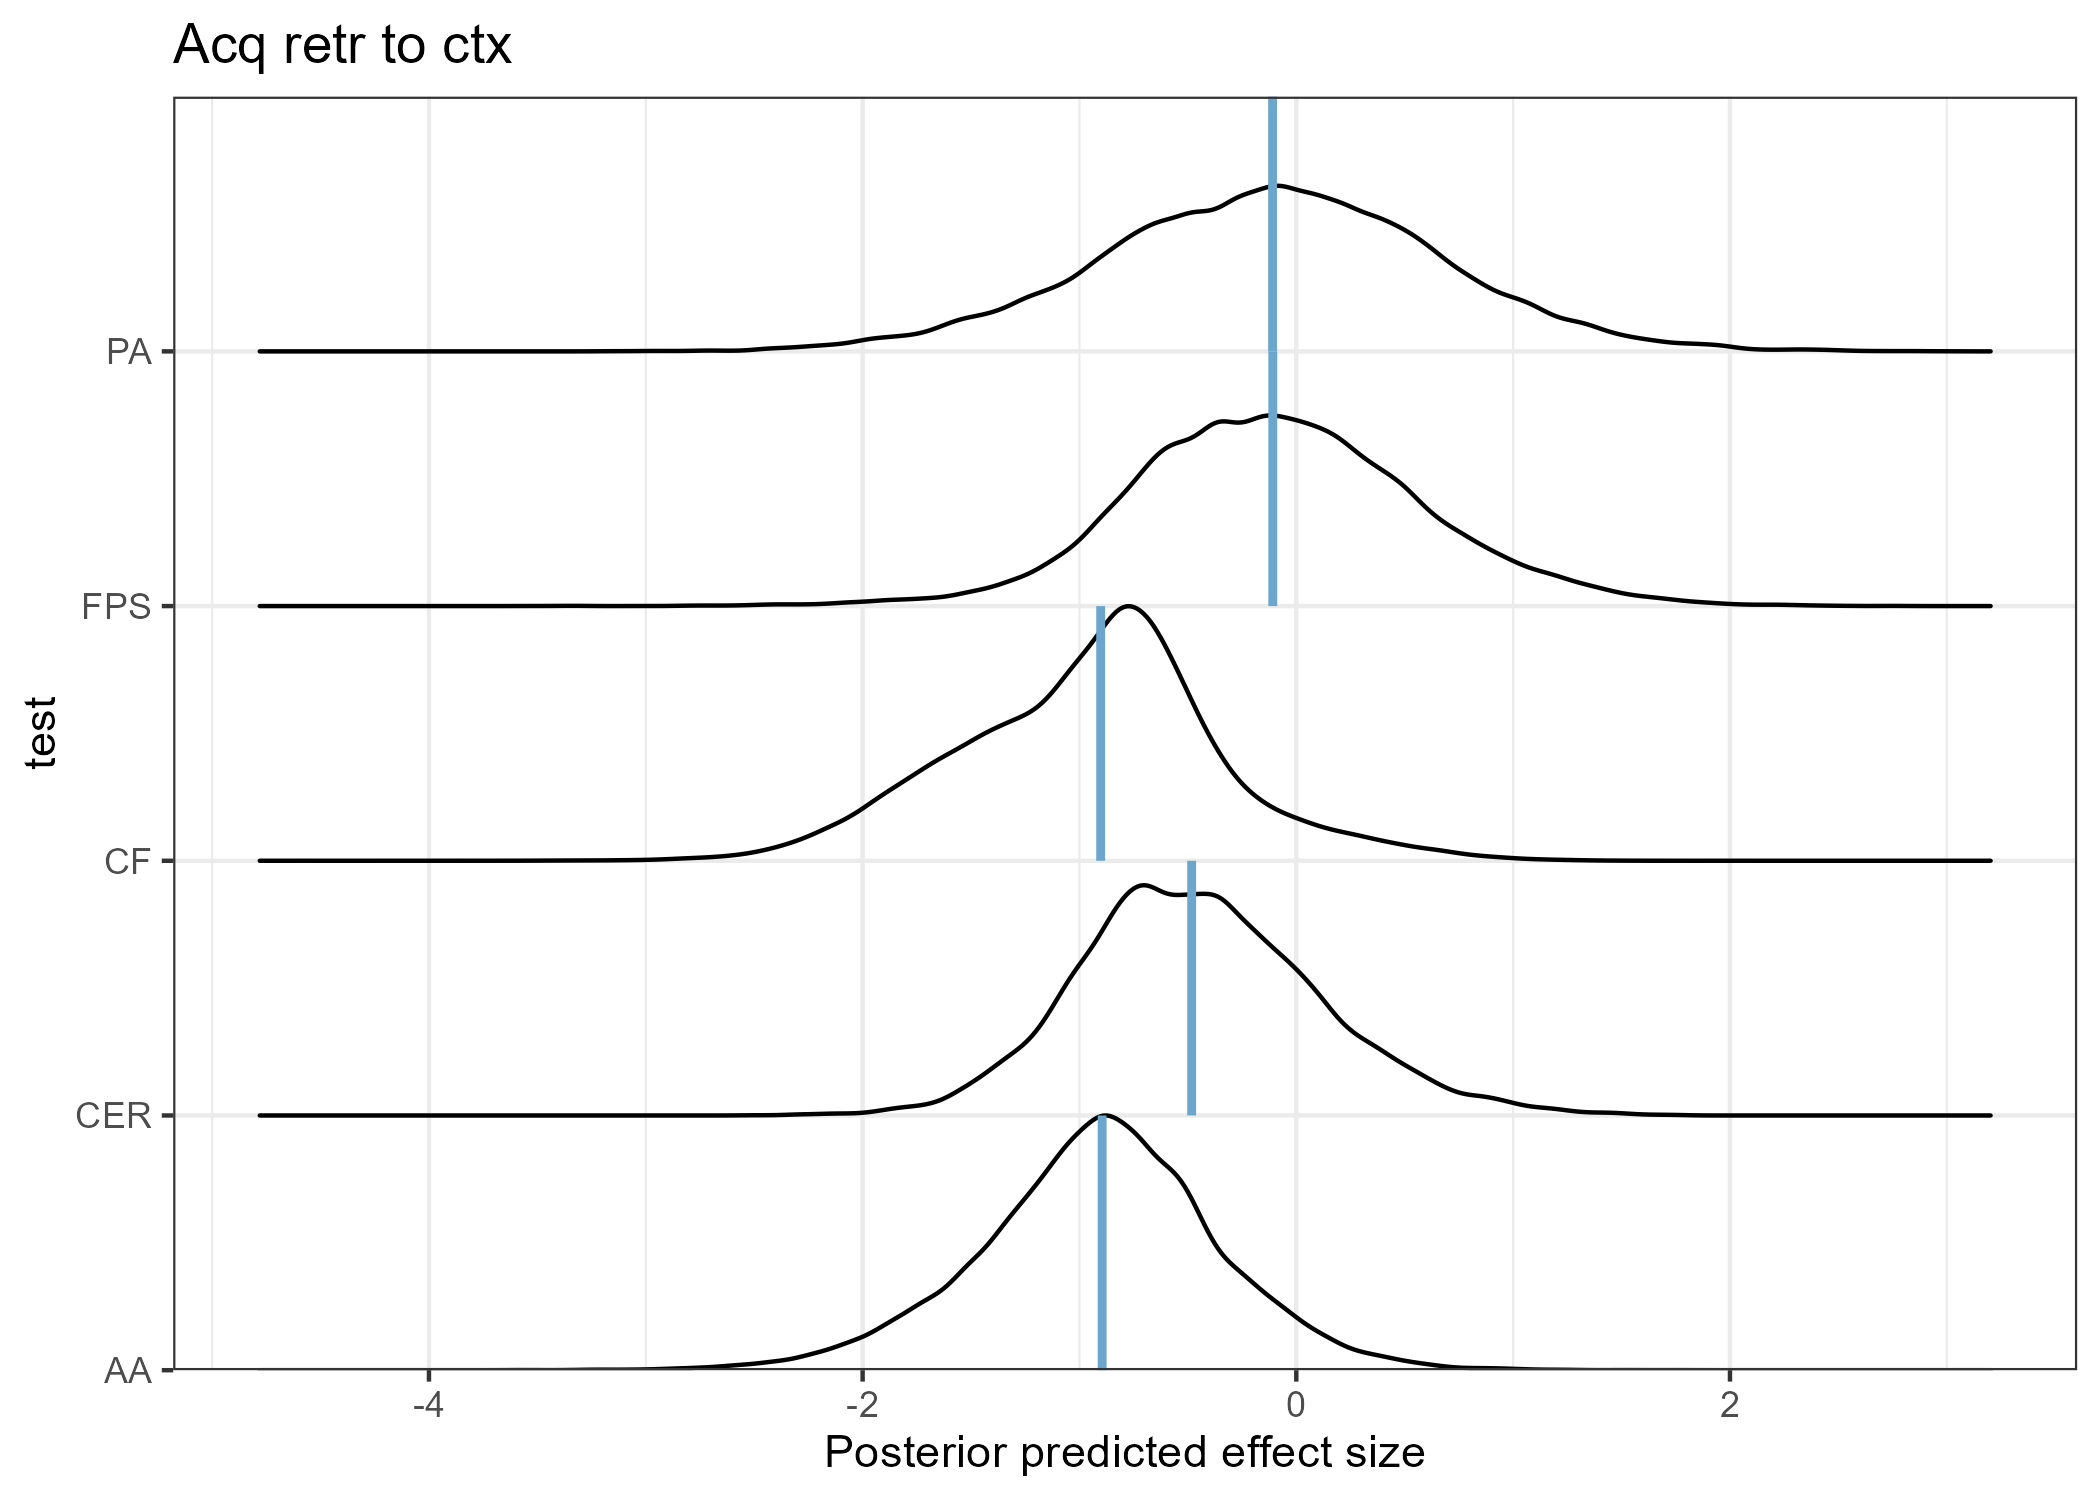 Acq retr to ctx
PA
FPS
CF
CER
AA
test
-4
-2
0
2
Posterior predicted effect size